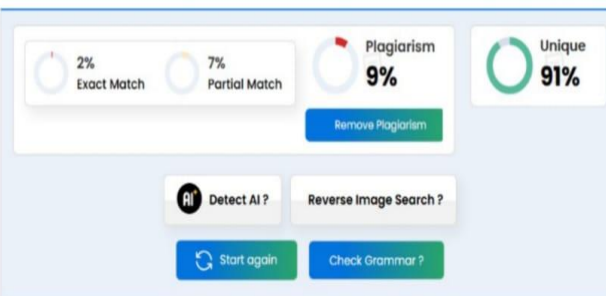 2%
Exact Match
7%
Partial Match
Plagiarism
9%
Remove Plagiarism
Unique
91%
AI Detect AI ?
Reverse Image Search ?
Start again
Check Grammar ?